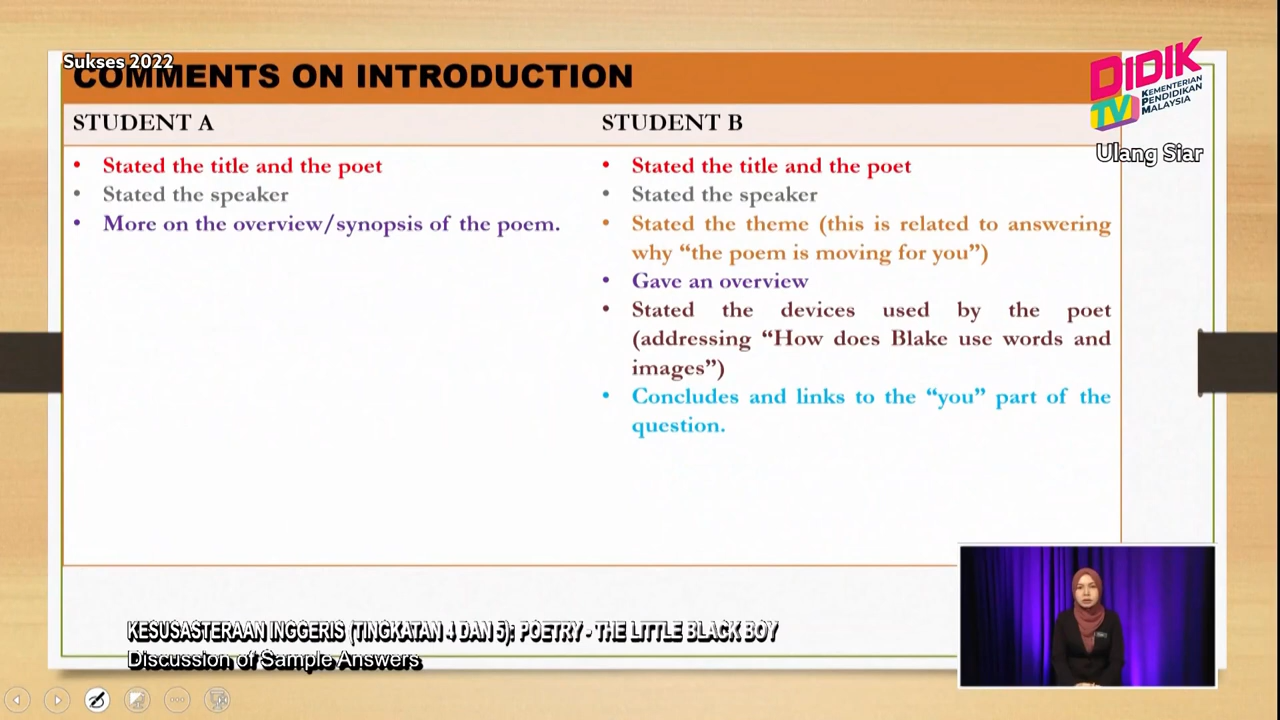 Sukses 2022
COMMENTS ON INTRODUCTION
DIDIK
TV
KEMENTERIAN
PENDIDIKAN
MALAYSIA
Ulang Siar
STUDENT A
• Stated the title and the poet
• Stated the speaker
• More on the overview/synopsis of the poem.
STUDENT B
• Stated the title and the poet
• Stated the speaker
• Stated the theme (this is related to answering
why “the poem is moving for you”)
• Gave an overview
• Stated the devices used by the poet
(addressing “How does Blake use words and
images”)
• Concludes and links to the “you” part of the
question.
KESUSASTERAAN INGGERIS (TINGKATAN 4 DAN 5): POETRY - THE LITTLE BLACK BOY
Discussion of Sample Answers